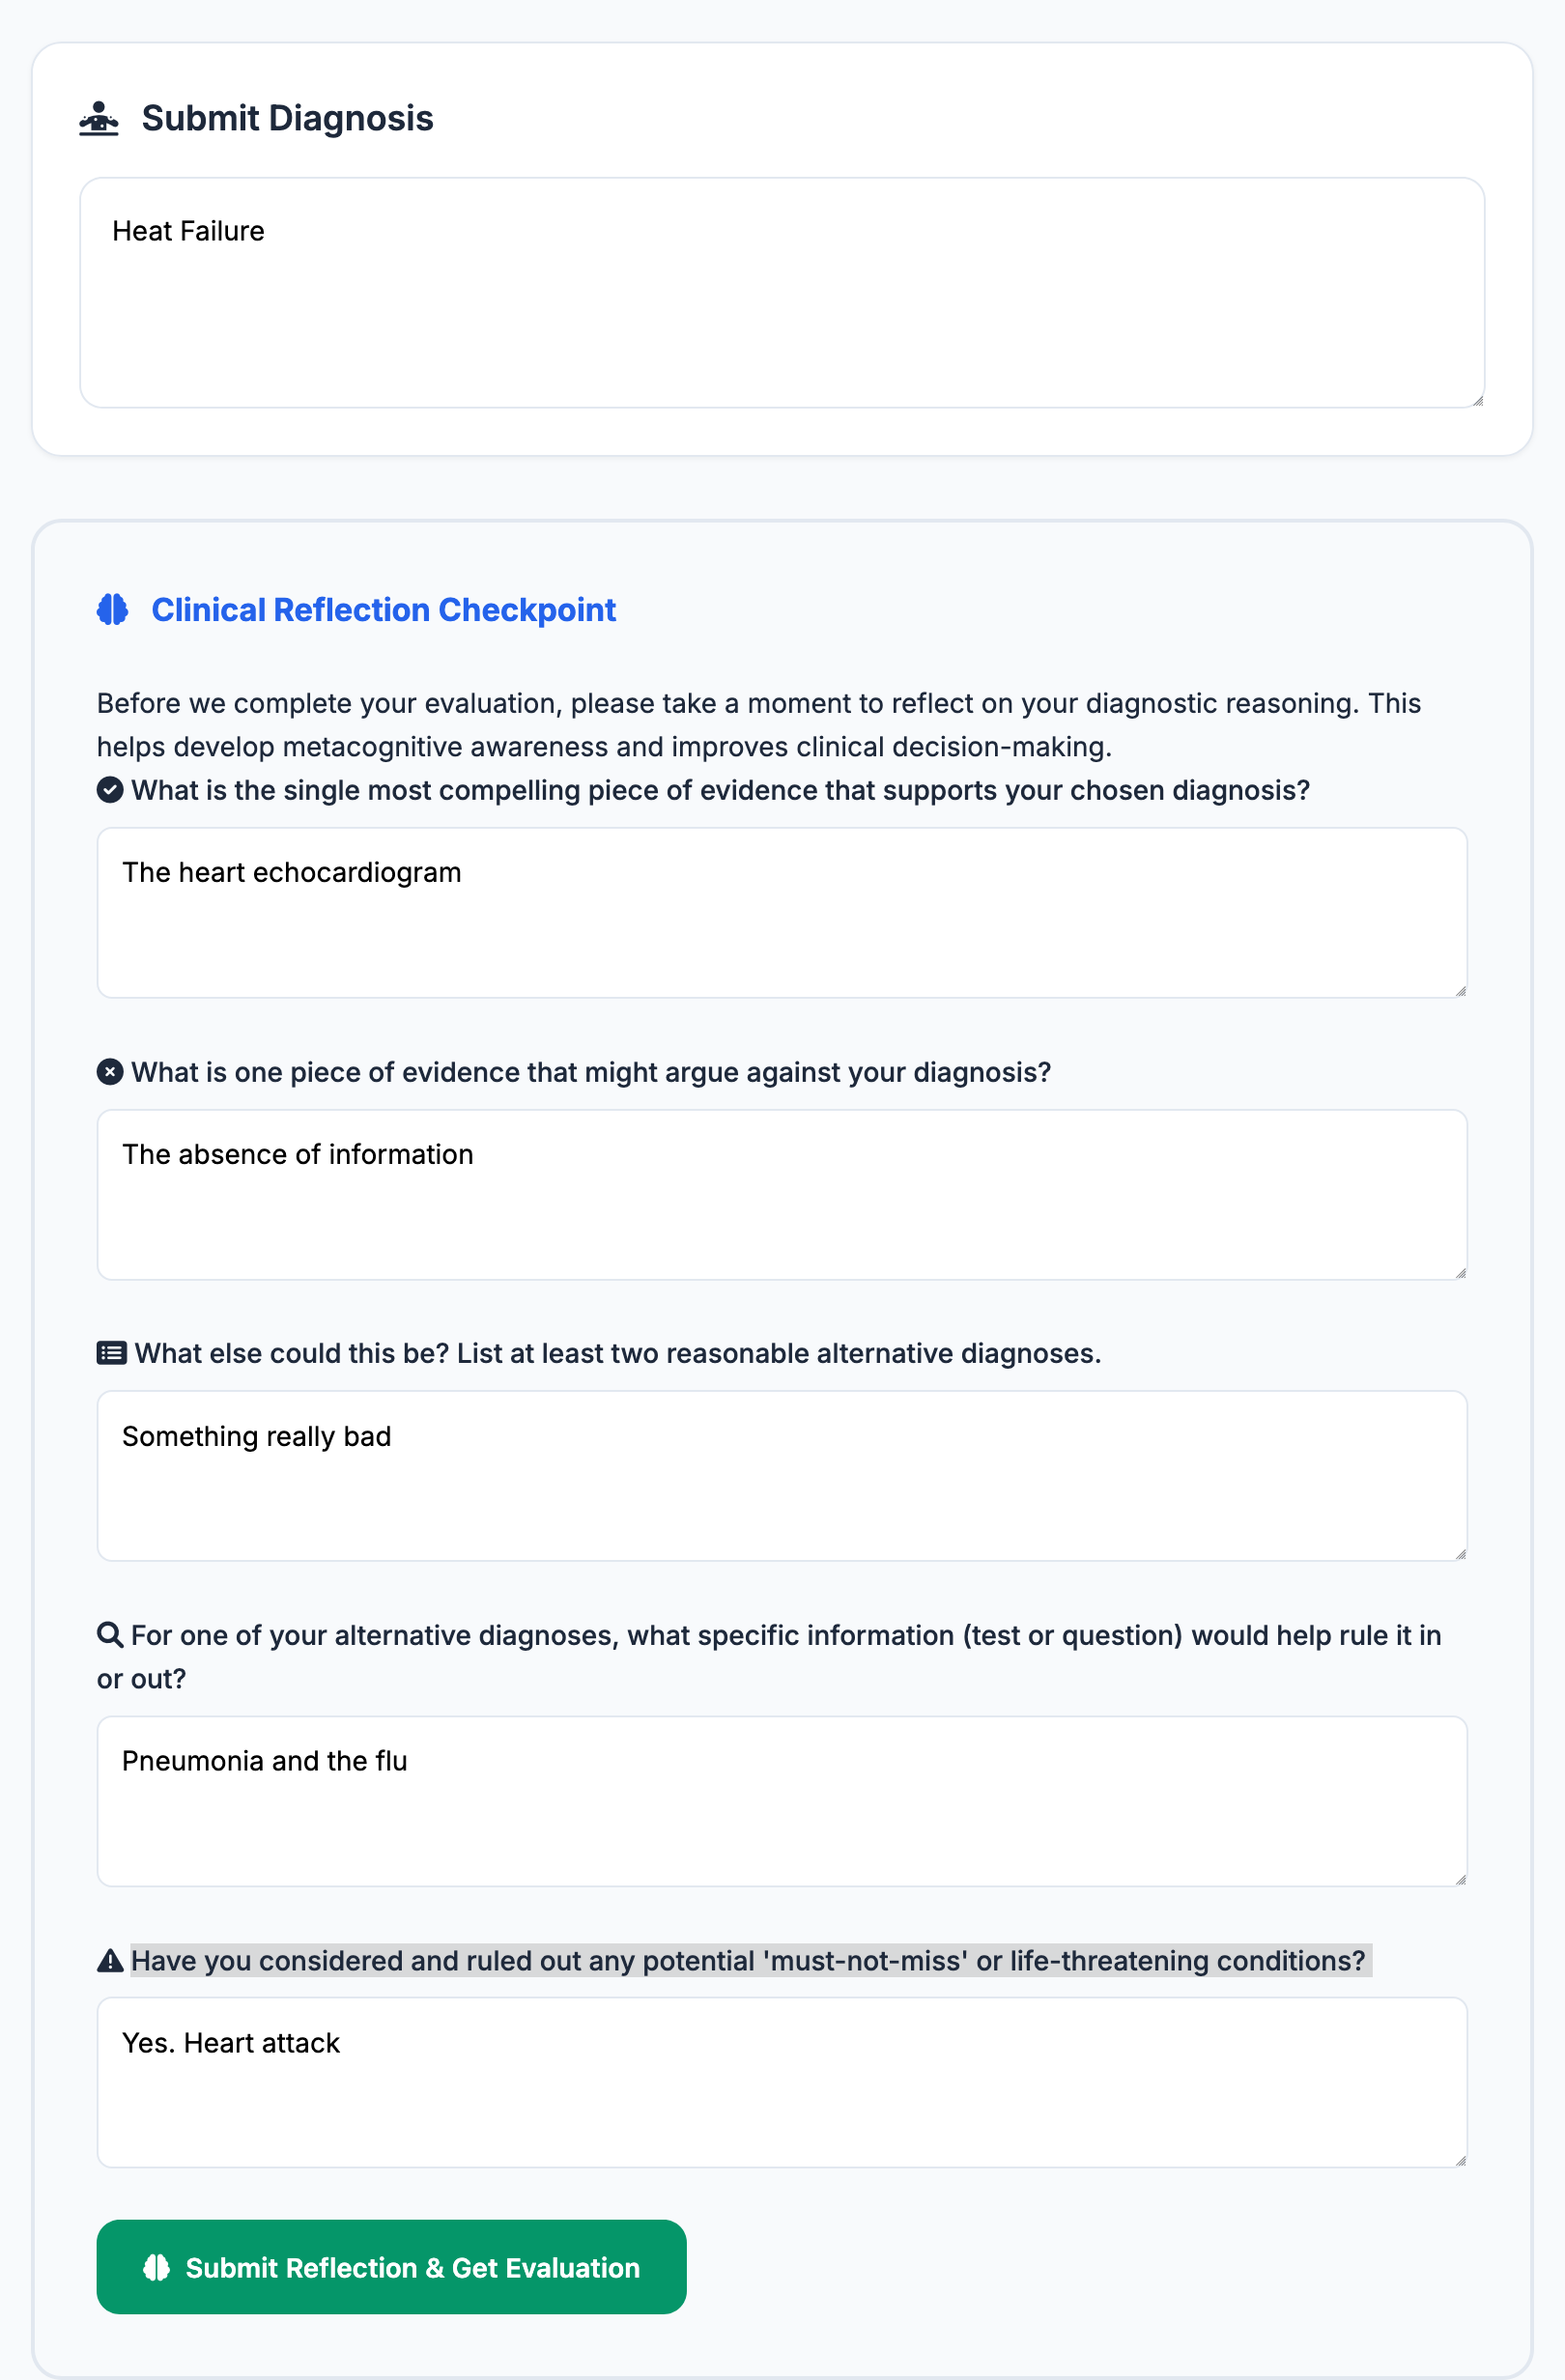 Submit Diagnosis
Heat Failure
Clinical Reflection Checkpoint
Before we complete your evaluation, please take a moment to reflect on your diagnostic reasoning. This
helps develop metacognitive awareness and improves clinical decision-making.
What is the single most compelling piece of evidence that supports your chosen diagnosis?
The heart echocardiogram
What is one piece of evidence that might argue against your diagnosis?
The absence of information
What else could this be? List at least two reasonable alternative diagnoses.
Something really bad
For one of your alternative diagnoses, what specific information (test or question) would help rule it in
or out?
Pneumonia and the flu
Have you considered and ruled out any potential 'must-not-miss' or life-threatening conditions?
Yes. Heart attack
Submit Reflection & Get Evaluation